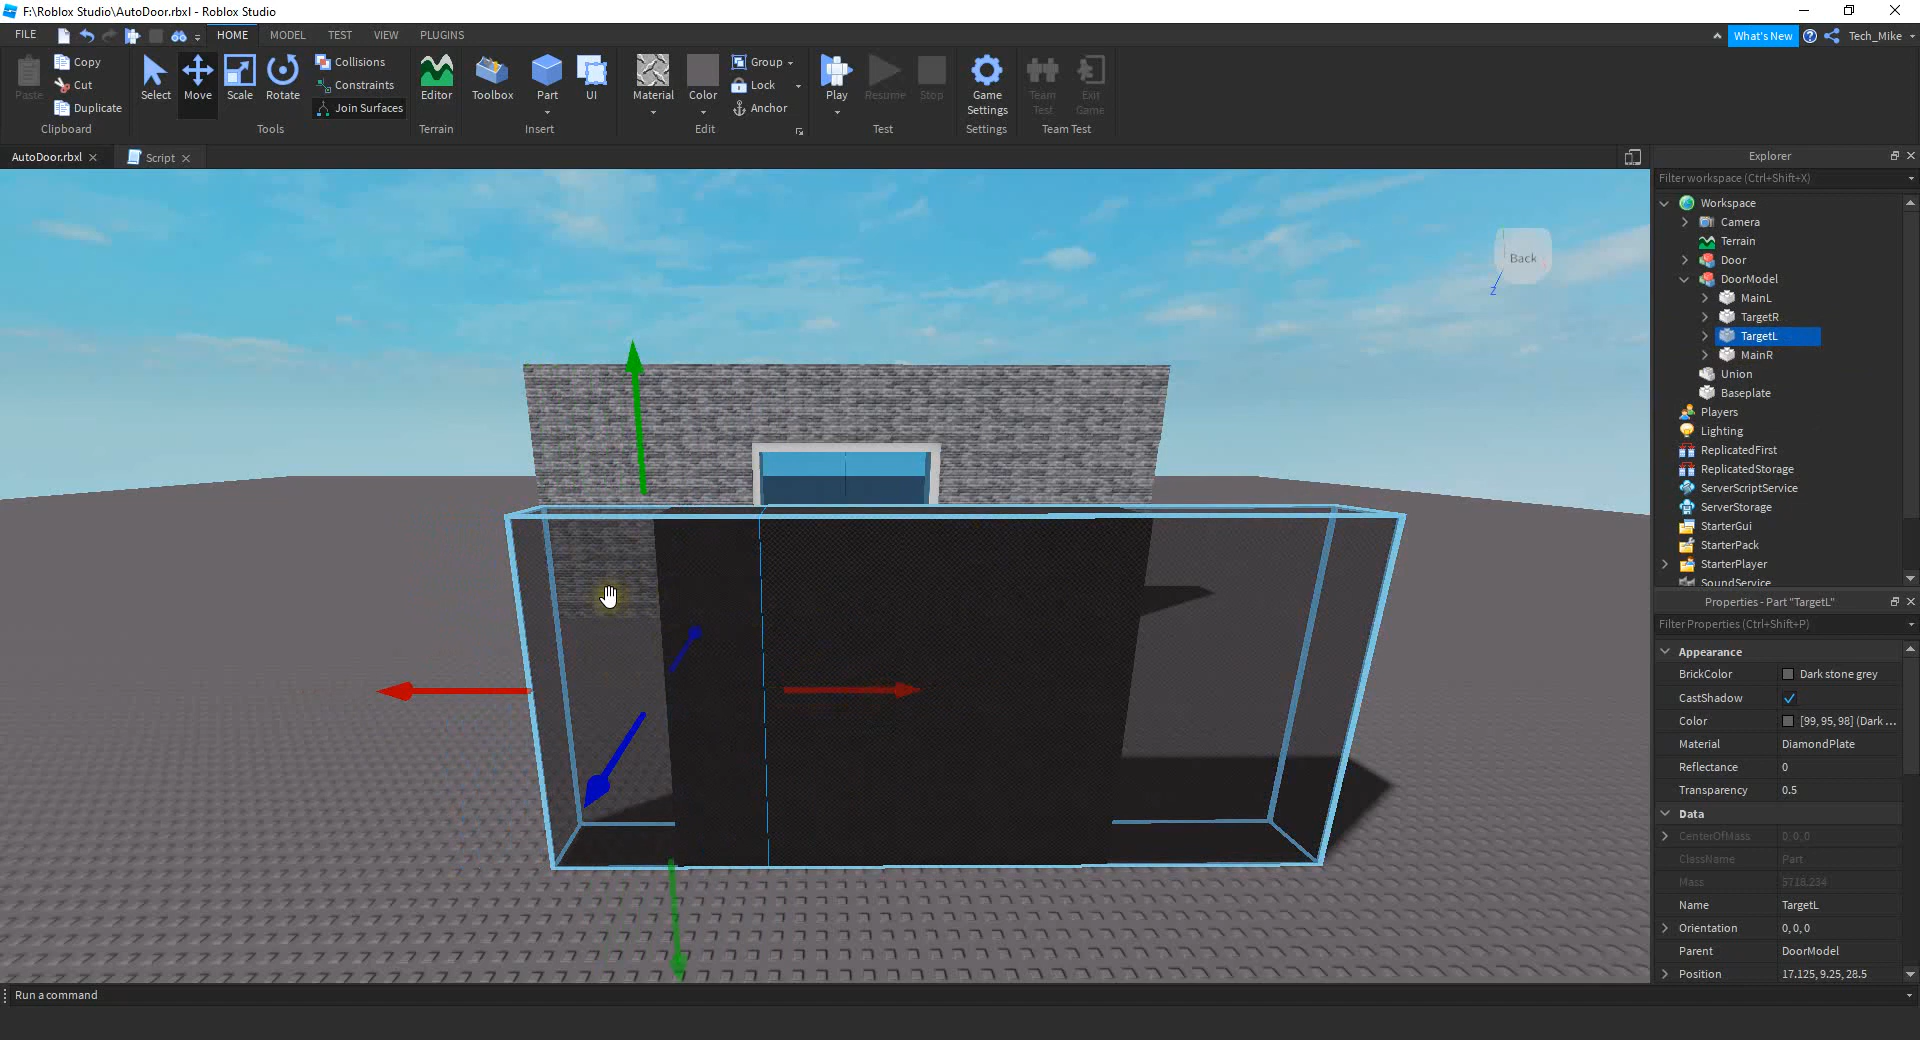 F:\Roblox Studio\AutoDoor.rbxl - Roblox Studio
FILE HOME MODEL TEST VIEW PLUGINS What's New Tech_Mike
Paste Copy Cut Duplicate
Select Move Scale Rotate
Collisions
Constraints
Join Surfaces
Editor Toolbox Part UI Material Color
Group
Lock
Anchor
Play Resume Stop Game Settings Team Test Exit Game
Clipboard Tools Terrain Insert Edit Test Settings Team Test
AutoDoor.rbxl Script
Back
Z
Explorer
Filter workspace (Ctrl+Shift+X)
Workspace
Camera
Terrain
Door
DoorModel
MainL
TargetR
TargetL
MainR
Union
Baseplate
Players
Lighting
ReplicatedFirst
ReplicatedStorage
ServerScriptService
ServerStorage
StarterGui
StarterPack
StarterPlayer
SoundService
Properties - Part "TargetL"
Filter Properties (Ctrl+Shift+P)
Appearance
BrickColor Dark stone grey
CastShadow
Color [99, 95, 98] (Dark ...
Material DiamondPlate
Reflectance 0
Transparency 0.5
Data
CenterOfMass 0, 0, 0
ClassName Part
Mass 5718.234
Name TargetL
Orientation 0, 0, 0
Parent DoorModel
Position 17.125, 9.25, 28.5
Run a command